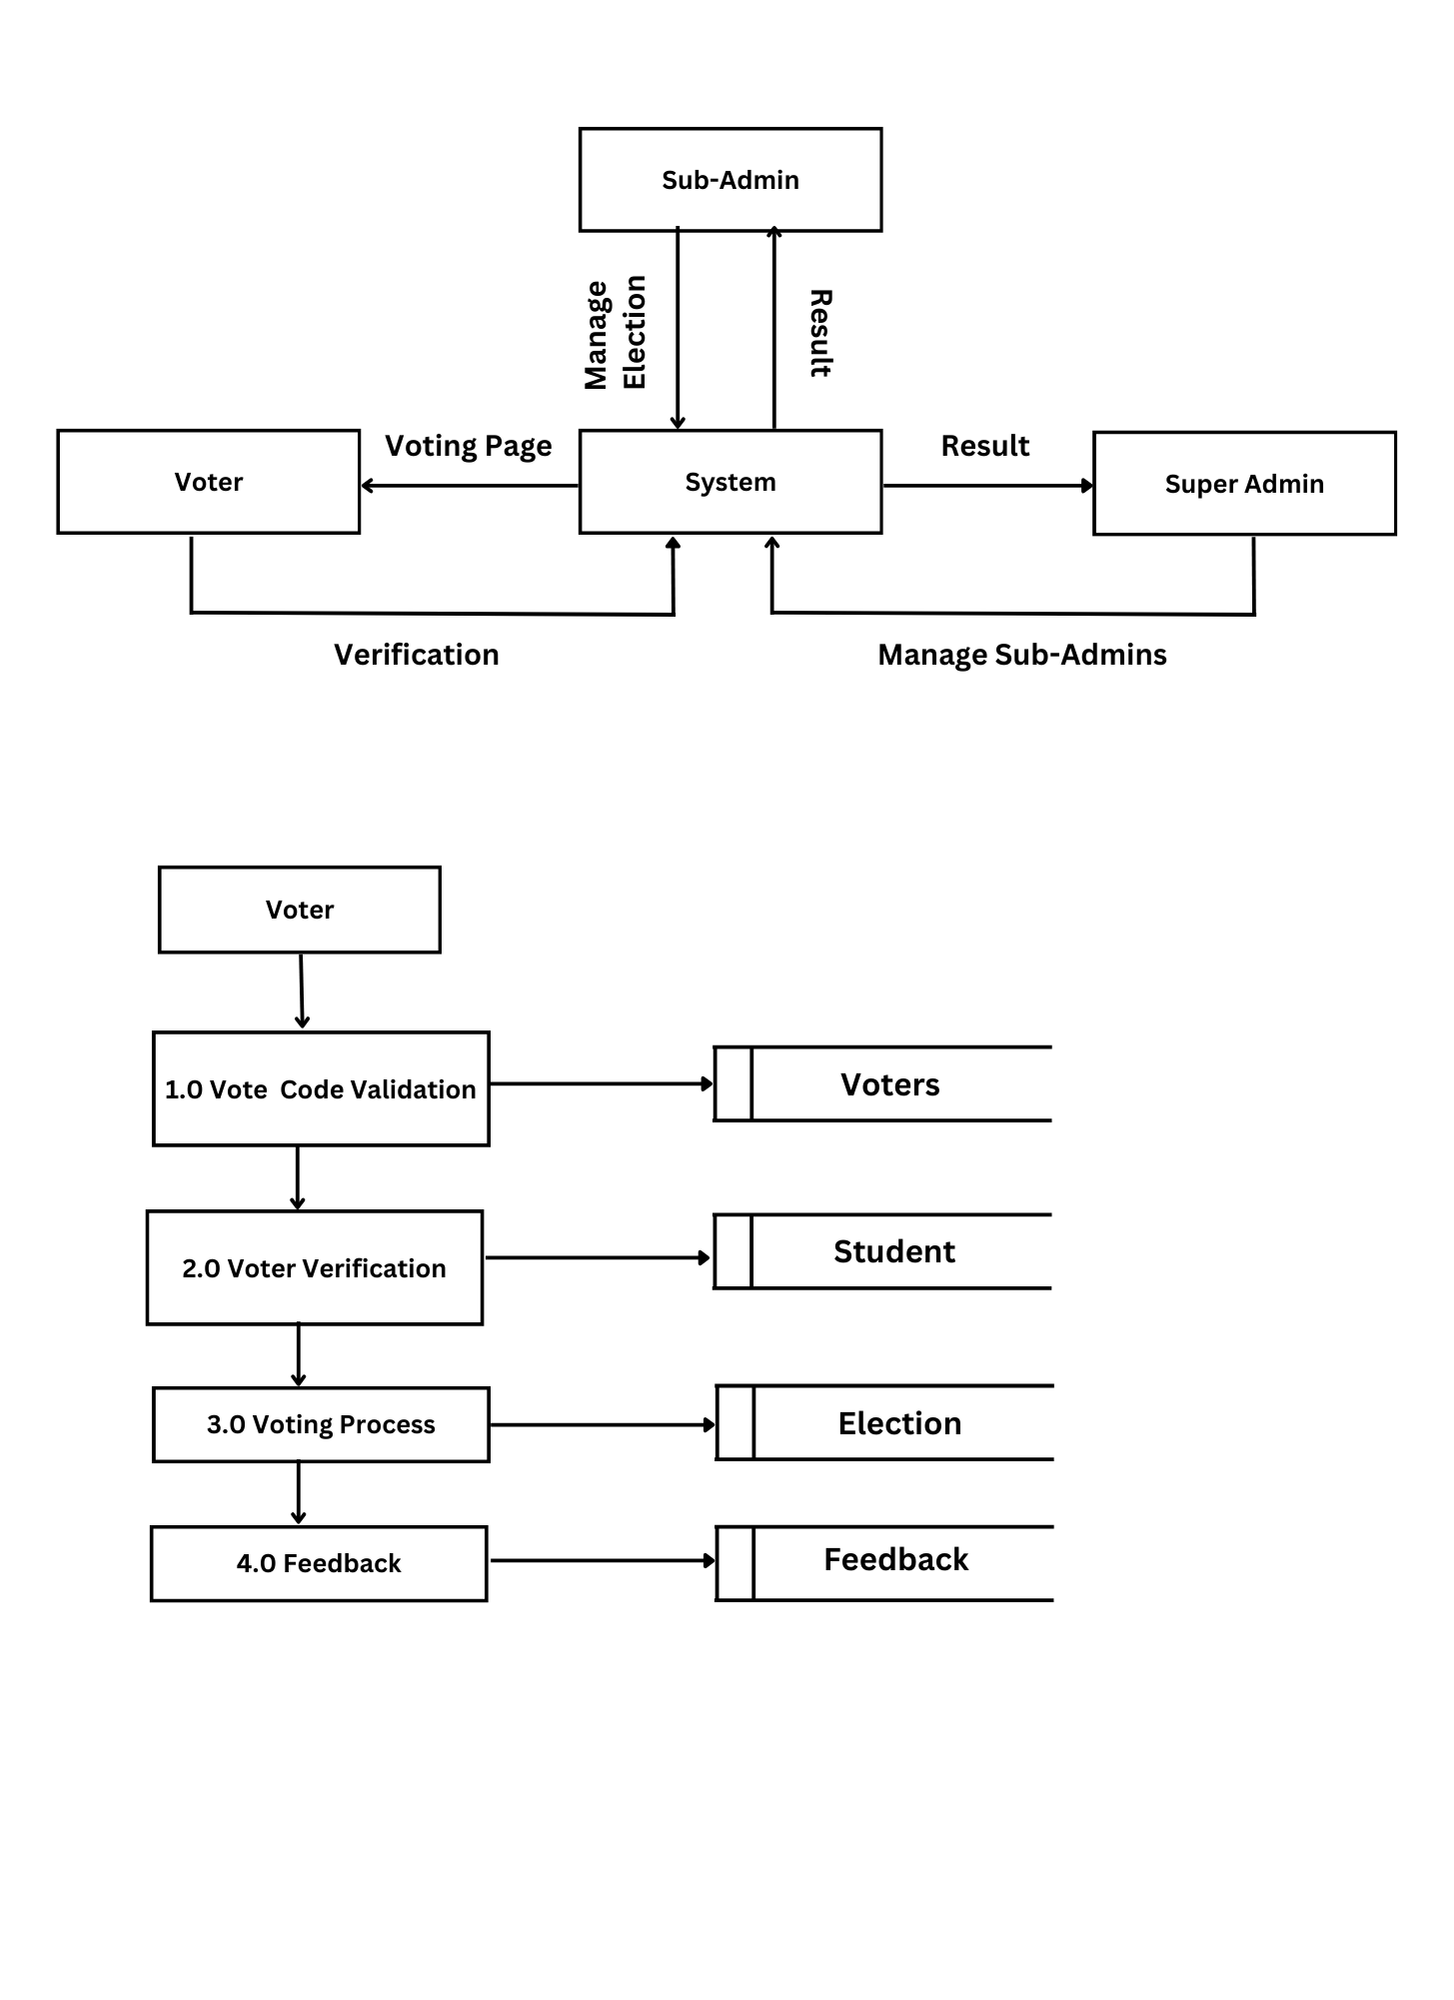 Sub-Admin
Manage
Election
Result
Voting Page
Result
Voter
System
Super Admin
Verification
Manage Sub-Admins
Voter
1.0 Vote  Code Validation
Voters
2.0 Voter Verification
Student
3.0 Voting Process
Election
4.0 Feedback
Feedback